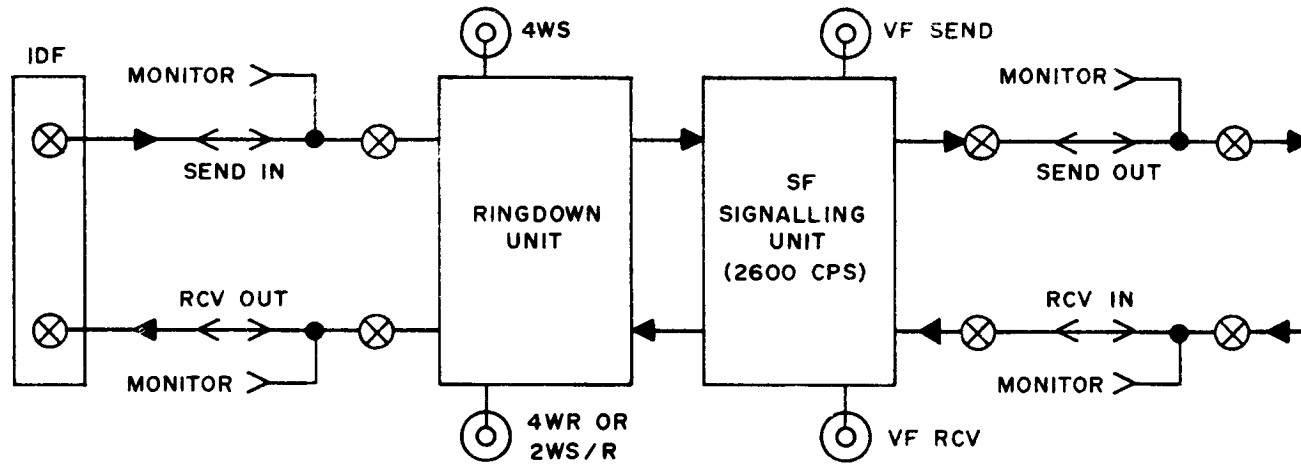 4WS
VF SEND
IDF
MONITOR
MONITOR
SEND IN
SEND OUT
RINGDOWN
UNIT
SF
SIGNALLING
UNIT
(2600 CPS)
RCV OUT
RCV IN
MONITOR
MONITOR
4WR OR
2WS/R
VF RCV